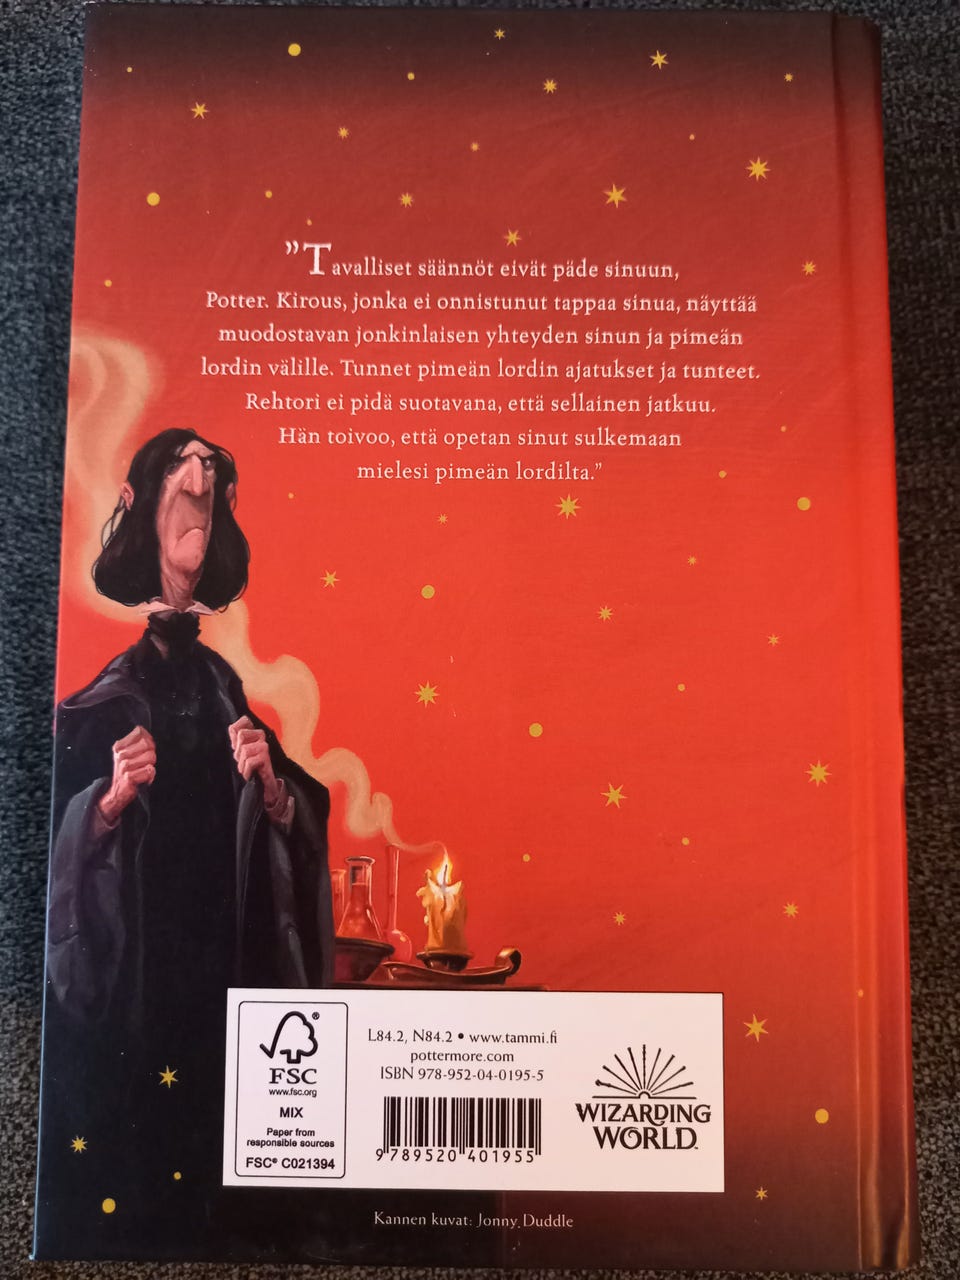 ”Tavalliset säännöt eivät päde sinuun,
Potter. Kirous, jonka ei onnistunut tappaa sinua, näyttää
muodostavan jonkinlaisen yhteyden sinun ja pimeän
lordin välille. Tunnet pimeän lordin ajatukset ja tunteet.
Rehtori ei pidä suotavana, että sellainen jatkuu.
Hän toivoo, että opetan sinut sulkemaan
mielesi pimeän lordilta.”
FSC
www.fsc.org
MIX
Paper from
responsible sources
FSC® C021394
L84.2, N84.2 • www.tammi.fi
pottermore.com
ISBN 978-952-04-0195-5
9 789520 401955
WIZARDING
WORLD
Kannen kuvat: Jonny Duddle